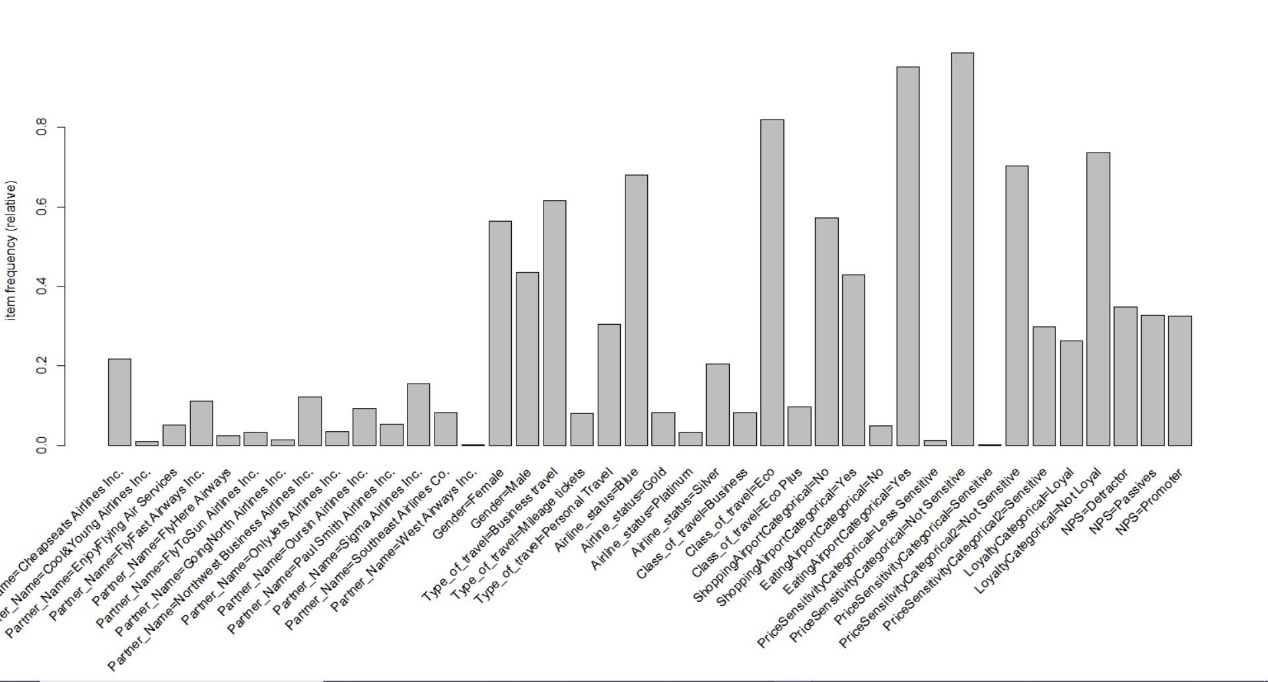 item frequency (relative)
0.8
0.6
0.4
0.2
0.0
ame=Cheapseats Airlines Inc.
er_Name=Cool&Young Airlines Inc.
Partner_Name=EnjoyFlying Air Services
Partner_Name=FlyFast Airways Inc.
Partner_Name=FlyHere Airways
Partner_Name=FlyToSun Airlines Inc.
Partner_Name=GoingNorth Airlines Inc.
Partner_Name=Northwest Business Airlines Inc.
Partner_Name=OnlyJets Airlines Inc.
Partner_Name=Oursin Airlines Inc.
Partner_Name=Paul Smith Airlines Inc.
Partner_Name=Sigma Airlines Inc.
Partner_Name=Southeast Airlines Co.
Partner_Name=West Airways Inc.
Gender=Female
Gender=Male
Type_of_travel=Business travel
Type_of_travel=Mileage tickets
Type_of_travel=Personal Travel
Airline_status=Blue
Airline_status=Gold
Airline_status=Platinum
Airline_status=Silver
Class_of_travel=Business
Class_of_travel=Eco
Class_of_travel=Eco Plus
ShoppingAirportCategorical=No
ShoppingAirportCategorical=Yes
EatingAirportCategorical=No
EatingAirportCategorical=Yes
PriceSensitivityCategorical=Less Sensitive
PriceSensitivityCategorical=Not Sensitive
PriceSensitivityCategorical=Sensitive
PriceSensitivityCategorical2=Not Sensitive
PriceSensitivityCategorical2=Sensitive
LoyaltyCategorical=Loyal
LoyaltyCategorical=Not Loyal
NPS=Detractor
NPS=Passives
NPS=Promoter